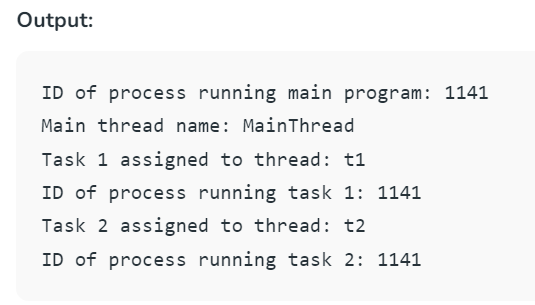 Output:
ID of process running main program: 1141
Main thread name: MainThread
Task 1 assigned to thread: t1
ID of process running task 1: 1141
Task 2 assigned to thread: t2
ID of process running task 2: 1141